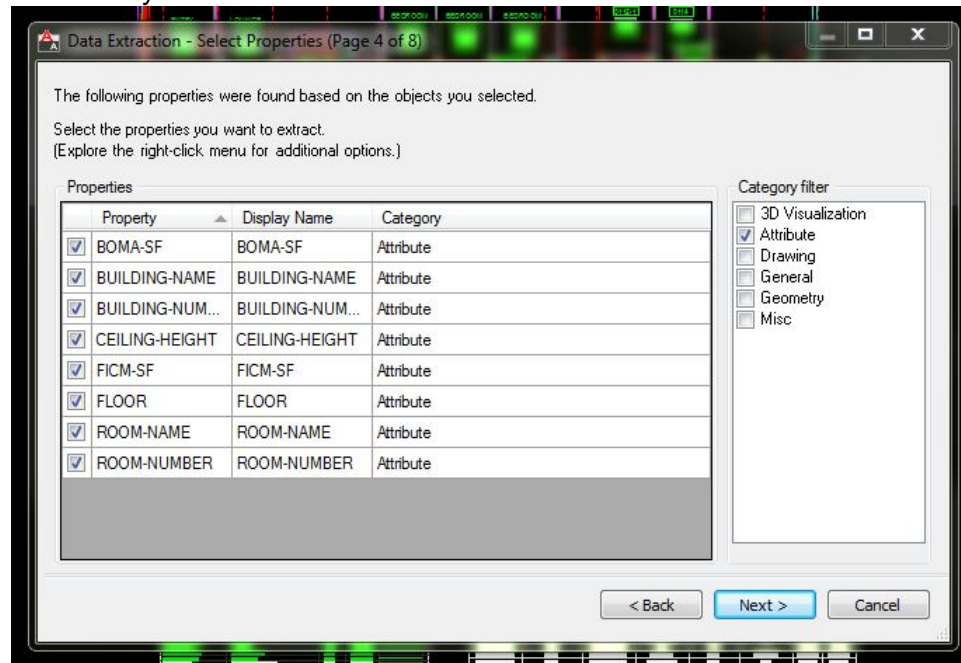 BEDROOM BEDROOM BEDROOM
Data Extraction - Select Properties (Page 4 of 8)
The following properties were found based on the objects you selected.
Select the properties you want to extract.
(Explore the right-click menu for additional options.)
Properties
Property Display Name Category
BOMA-SF BOMA-SF Attribute
BUILDING-NAME BUILDING-NAME Attribute
BUILDING-NUM... BUILDING-NUM... Attribute
CEILING-HEIGHT CEILING-HEIGHT Attribute
FICM-SF FICM-SF Attribute
FLOOR FLOOR Attribute
ROOM-NAME ROOM-NAME Attribute
ROOM-NUMBER ROOM-NUMBER Attribute
Category filter
3D Visualization
Attribute
Drawing
General
Geometry
Misc
< Back Next > Cancel